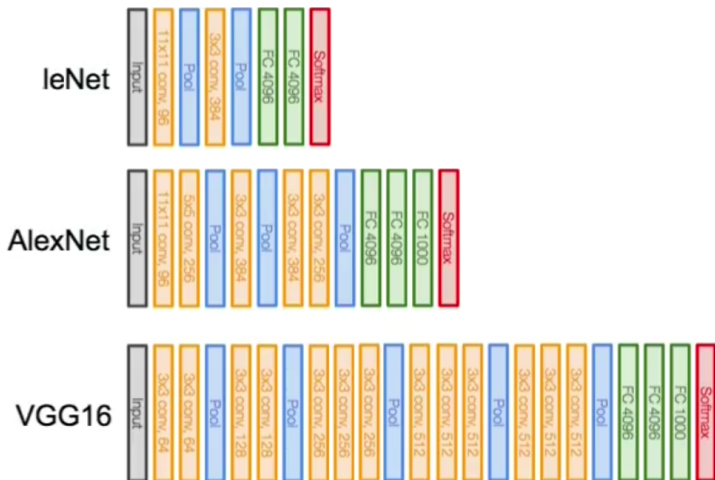 leNet
Input
11x11 conv, 96
Pool
3x3 conv, 384
Pool
FC 4096
FC 4096
Softmax
AlexNet
Input
11x11 conv, 96
5x5 conv, 256
Pool
3x3 conv, 384
Pool
3x3 conv, 384
3x3 conv, 256
Pool
FC 4096
FC 4096
FC 1000
Softmax
VGG16
Input
3x3 conv, 64
3x3 conv, 64
Pool
3x3 conv, 128
3x3 conv, 128
Pool
3x3 conv, 256
3x3 conv, 256
3x3 conv, 256
Pool
3x3 conv, 512
3x3 conv, 512
3x3 conv, 512
Pool
3x3 conv, 512
3x3 conv, 512
3x3 conv, 512
Pool
FC 4096
FC 4096
FC 1000
Softmax